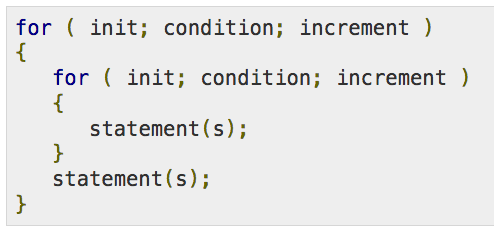 for ( init; condition; increment )
{
   for ( init; condition; increment )
   {
      statement(s);
   }
   statement(s);
}